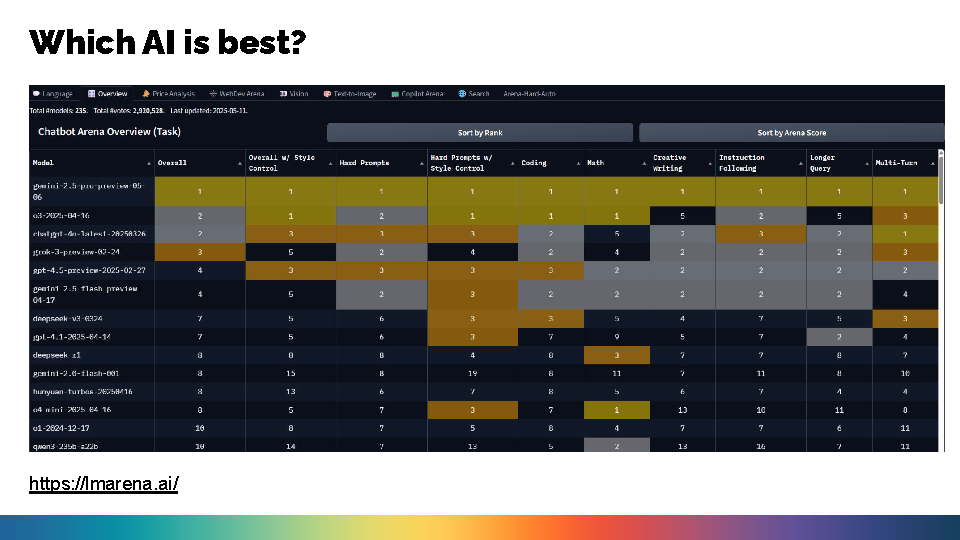 Which AI is best?
Language Overview Price Analysis WebDev Arena Vision Text-to-Image Copilot Arena Search Arena-Hard-Auto
Total #models: 235. Total #votes: 2,920,528. Last updated: 2025-05-11.
Chatbot Arena Overview (Task) Sort by Rank Sort by Arena Score
Model Overall Overall w/ Style Control Hard Prompts Hard Prompts w/ Style Control Coding Math Creative Writing Instruction Following Longer Query Multi-Turn
gemini-2.5-pro-preview-05-06 1 1 1 1 1 1 1 1 1 1
o3-2025-04-16 2 1 2 1 1 1 5 2 5 3
chatgpt-4o-latest-20250326 2 3 3 3 2 5 2 3 2 1
grok-3-preview-02-24 3 5 2 4 2 4 2 2 2 3
gpt-4.5-preview-2025-02-27 4 3 3 3 3 2 2 2 2 2
gemini-2.5-flash-preview-04-17 4 5 2 3 2 2 2 2 2 4
deepseek-v3-0324 7 5 6 3 3 5 4 7 5 3
gpt-4.1-2025-04-14 7 5 6 3 7 9 5 7 2 4
deepseek-r1 8 8 8 4 8 3 7 7 8 7
gemini-2.0-flash-001 8 15 8 19 8 11 6 11 8 10
hunyuan-turbos-20250416 8 13 6 7 8 5 6 7 4 4
o4-mini-2025-04-16 8 5 7 3 7 1 13 10 11 8
o1-2024-12-17 10 8 7 5 8 4 7 7 6 11
qwen3-235b-a22b 10 14 7 13 5 2 13 16 7 11
https://lmarena.ai/